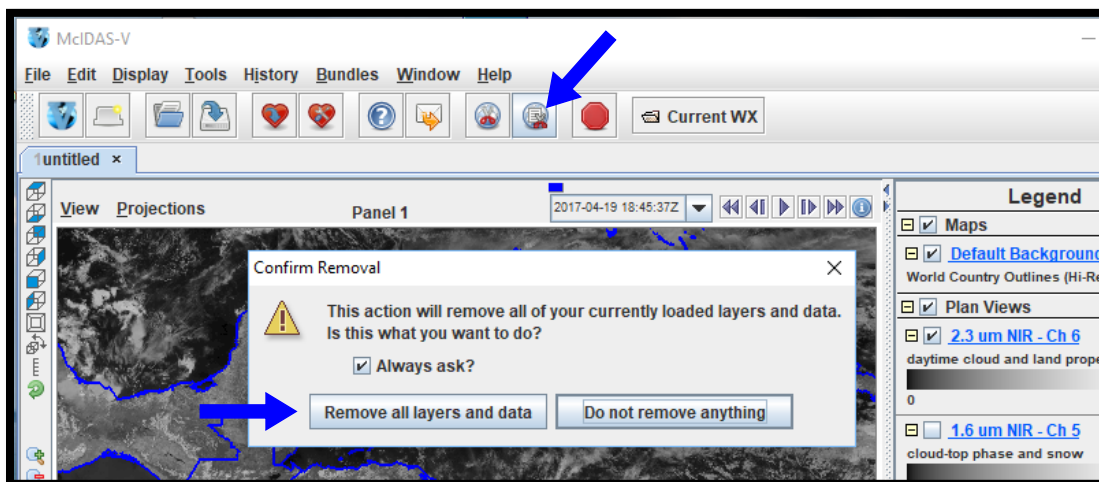 McIDAS-V
File Edit Display Tools History Bundles Window Help
Current WX
1untitled ×
View Projections
Panel 1
2017-04-19 18:45:37Z
Legend
Maps
Default Background
World Country Outlines (Hi-Re
Plan Views
2.3 um NIR - Ch 6
daytime cloud and land prope
0
1.6 um NIR - Ch 5
cloud-top phase and snow
Confirm Removal
This action will remove all of your currently loaded layers and data.
Is this what you want to do?
Always ask?
Remove all layers and data Do not remove anything